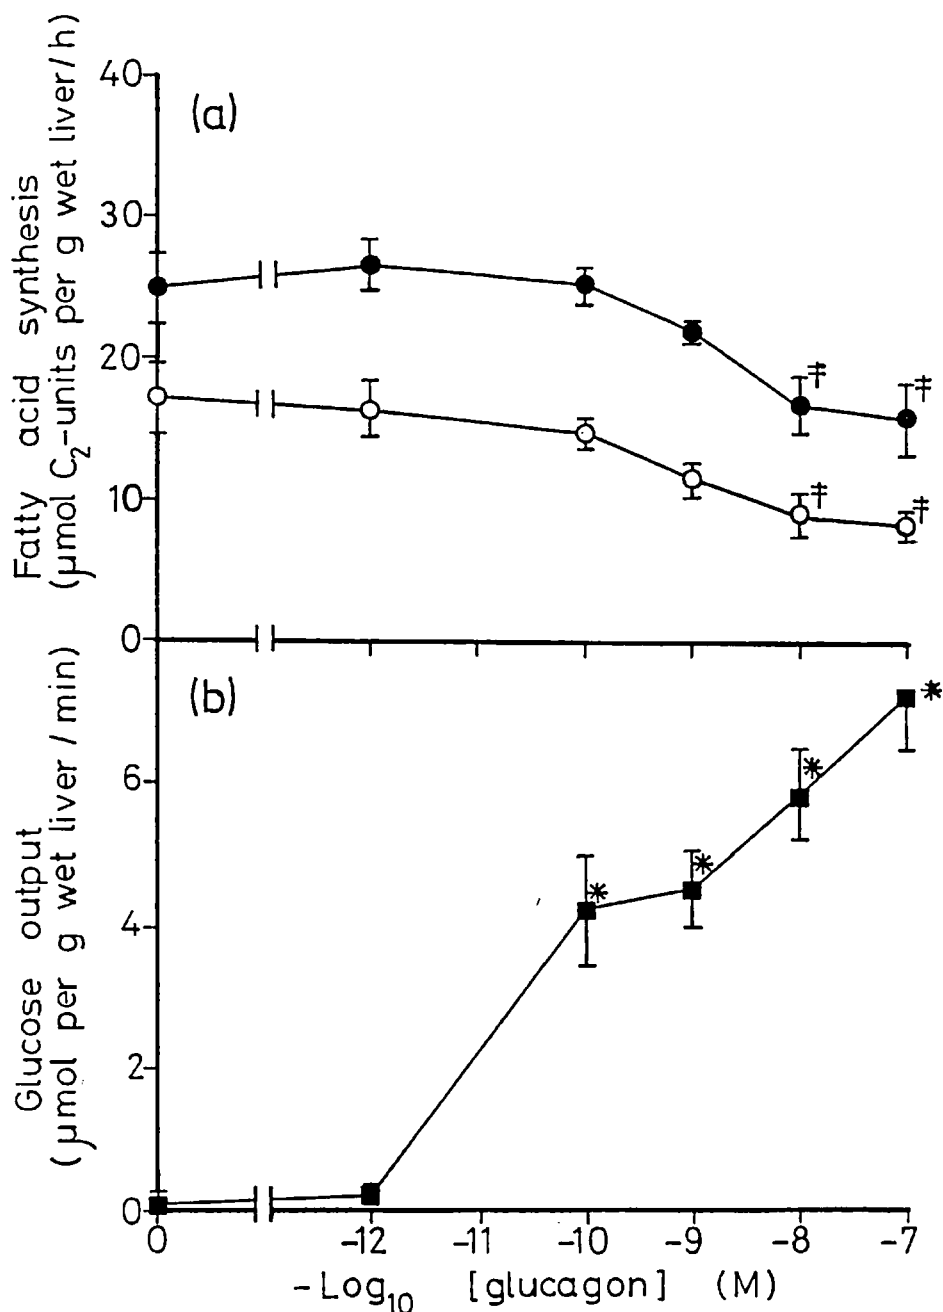 Fatty acid synthesis
(µmol C₂-units per g wet liver/h)
(a)
40
30
20
10
0
‡
‡
‡
‡
Glucose output
(µmol per g wet liver/min)
(b)
6
4
2
0
*
*
*
*
0 -12 -11 -10 -9 -8 -7
-Log₁₀ [glucagon] (M)